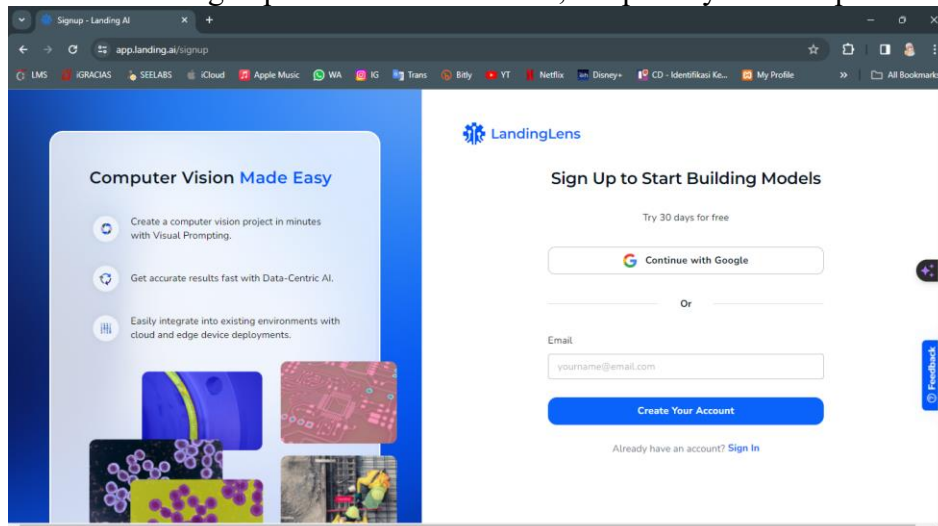 Signup - Landing AI
app.landing.ai/signup
LMS iGRACIAS SEELABS iCloud Apple Music WA IG Trans Bitly YT Netflix Disney+ CD - Identifikasi Ke... My Profile » All Bookmarks
LandingLens
Computer Vision Made Easy
Create a computer vision project in minutes
with Visual Prompting.
Get accurate results fast with Data-Centric AI.
Easily integrate into existing environments with
cloud and edge device deployments.
Sign Up to Start Building Models
Try 30 days for free
Continue with Google
Or
Email
yourname@email.com
Create Your Account
Already have an account? Sign In
Feedback